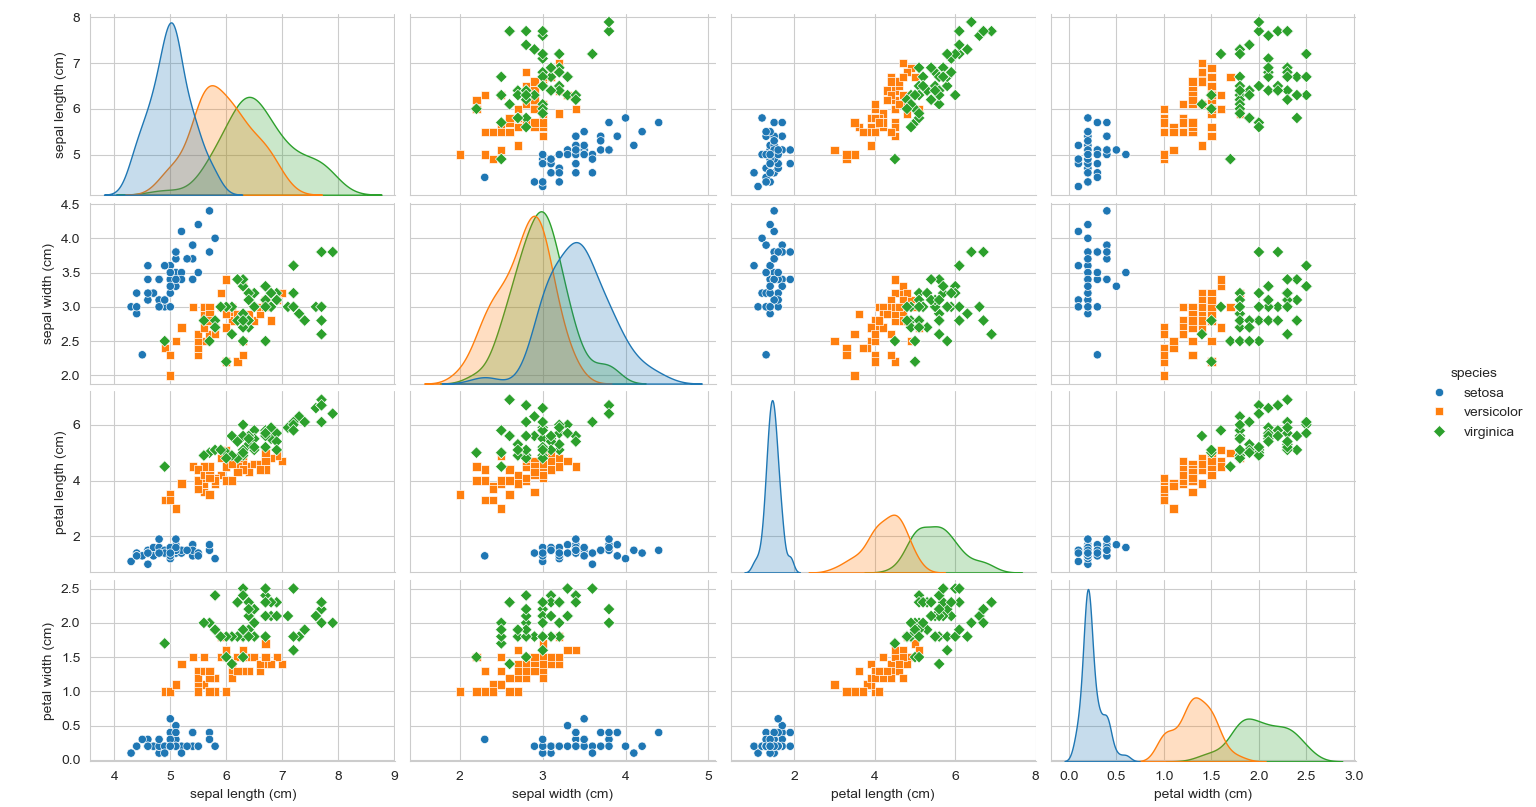 8
7
6
5
sepal length (cm)
4.5
4.0
3.5
3.0
2.5
2.0
sepal width (cm)
6
4
2
petal length (cm)
2.5
2.0
1.5
1.0
0.5
0.0
petal width (cm)
4 5 6 7 8 9
sepal length (cm)
2 3 4 5
sepal width (cm)
2 4 6 8
petal length (cm)
0.0 0.5 1.0 1.5 2.0 2.5 3.0
petal width (cm)
species
setosa
versicolor
virginica